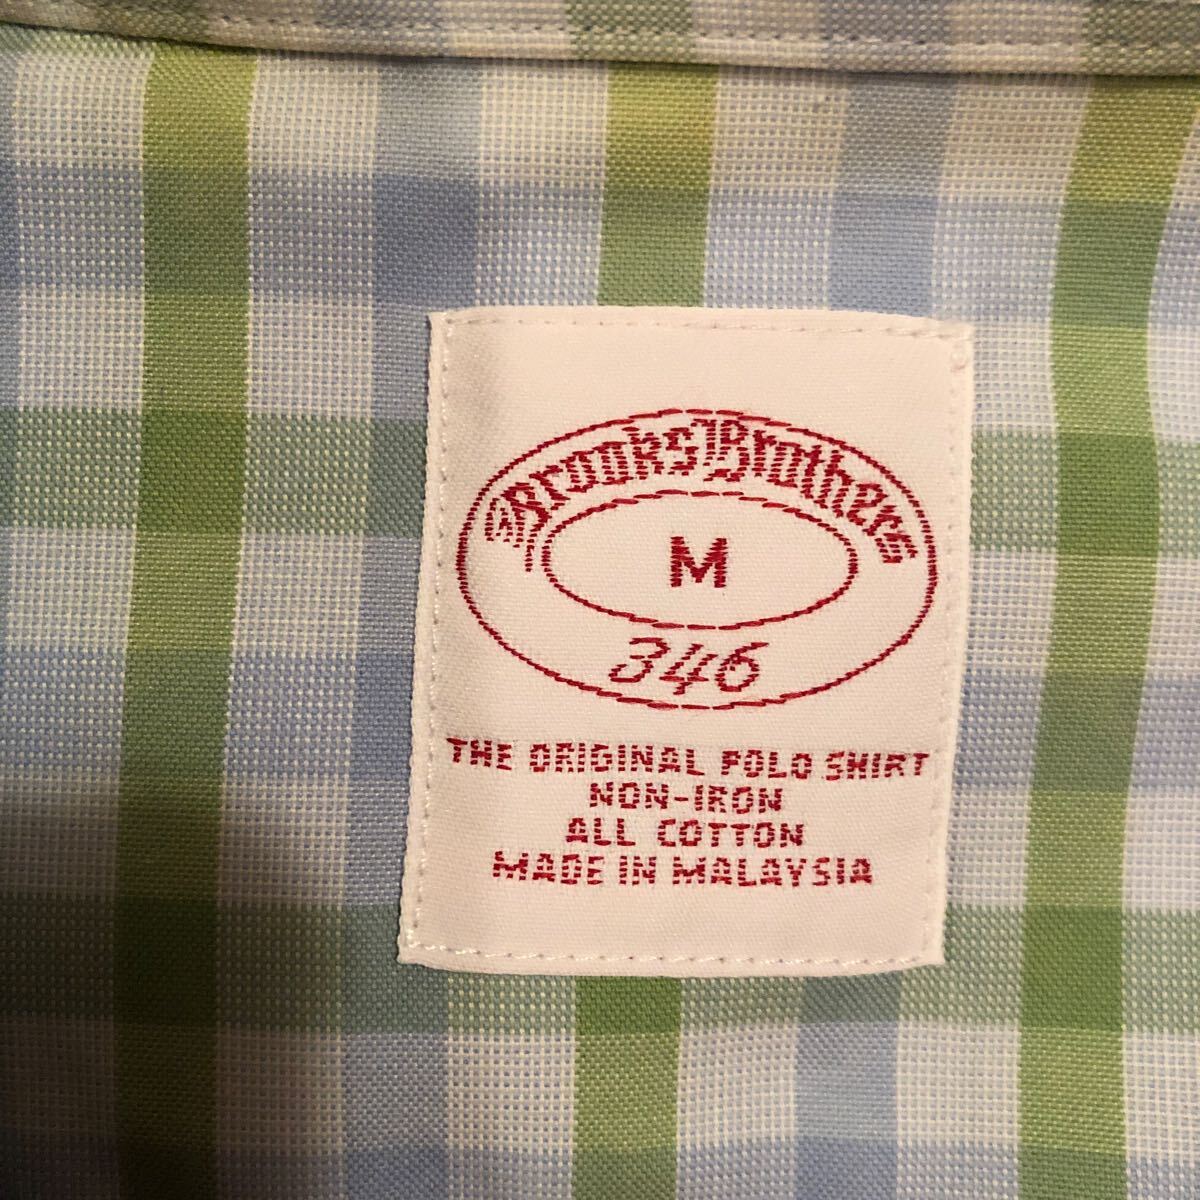 Brooks Brothers
M
346
THE ORIGINAL POLO SHIRT
NON-IRON
ALL COTTON
MADE IN MALAYSIA